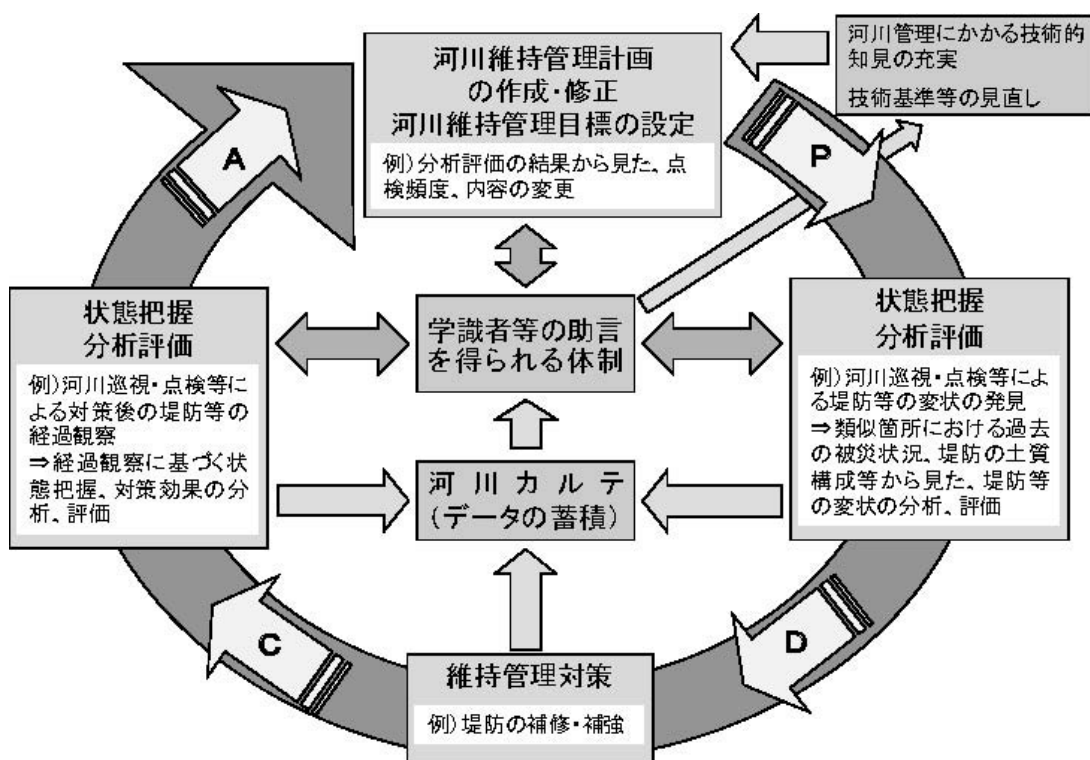 河川維持管理計画
の作成・修正
河川維持管理目標の設定
例)分析評価の結果から見た、点
検頻度、内容の変更
河川管理にかかる技術的
知見の充実
技術基準等の見直し
A
P
状態把握
分析評価
例)河川巡視・点検等に
よる対策後の堤防等の
経過観察
⇒経過観察に基づく状
態把握、対策効果の分
析、評価
学識者等の助言
を得られる体制
状態把握
分析評価
例)河川巡視・点検等によ
る堤防等の変状の発見
⇒類似箇所における過去
の被災状況、堤防の土質
構成等から見た、堤防等
の変状の分析、評価
河川カルテ
(データの蓄積)
C
D
維持管理対策
例)堤防の補修・補強